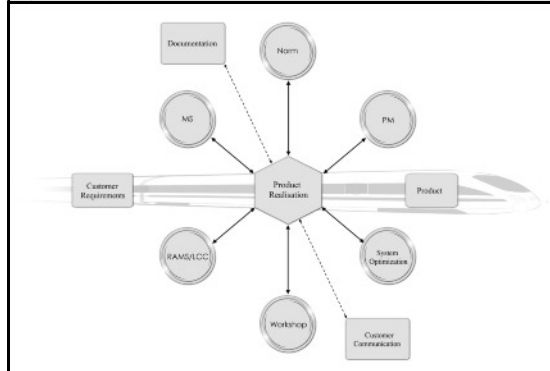 Documentation
Norm
MS
PM
Customer
Requirements
Product
Realisation
Product
RAMS/LCC
System
Optimization
Workshop
Customer
Communication